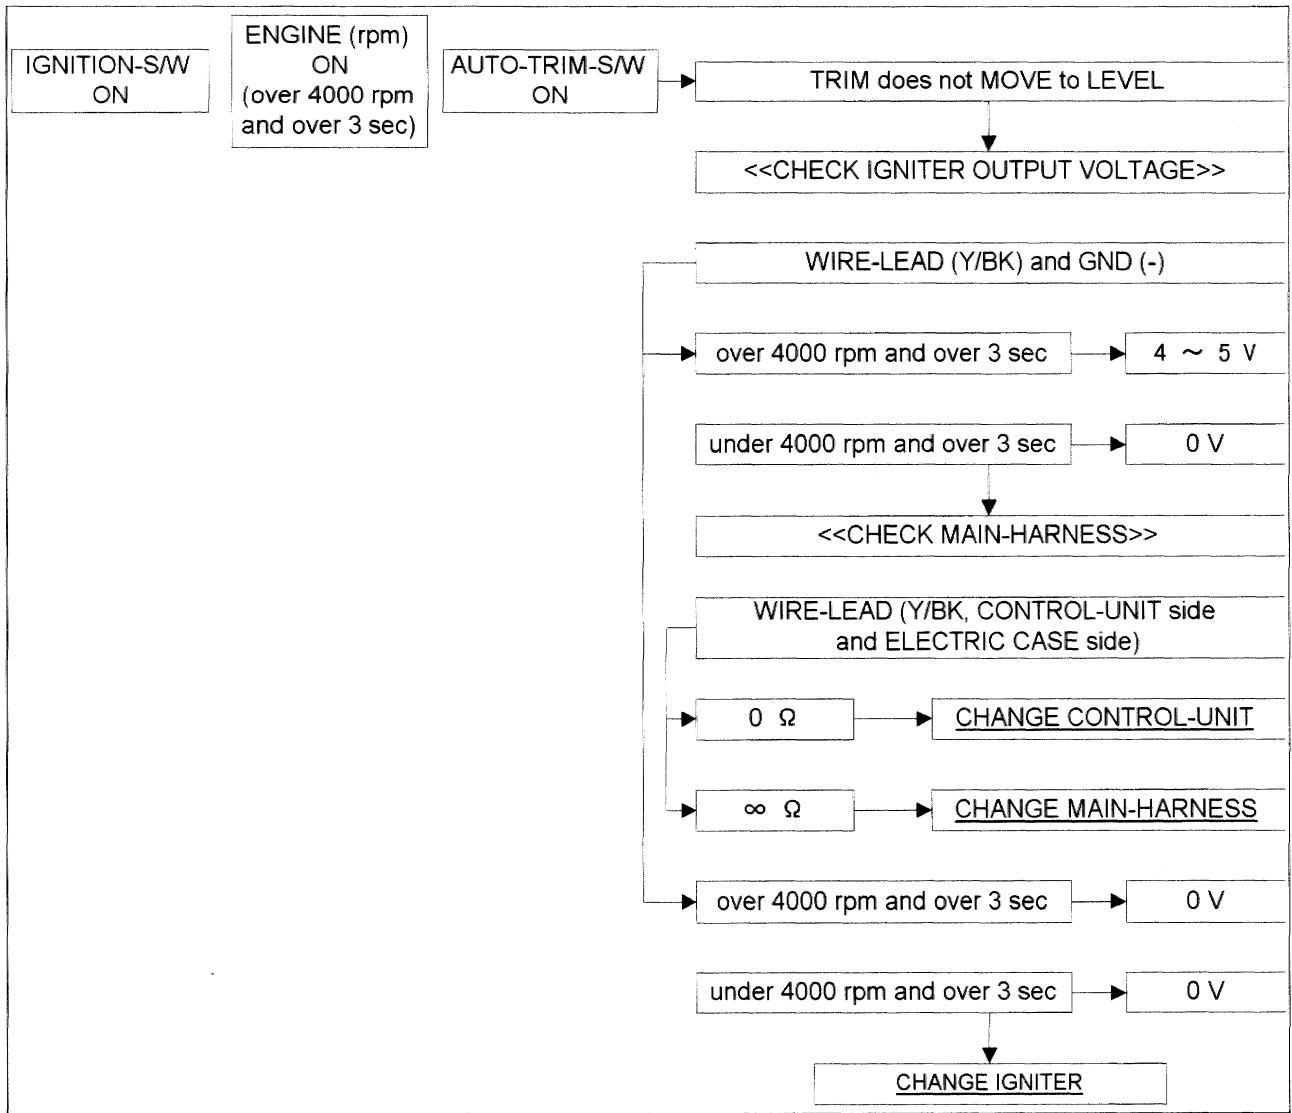 IGNITION-S/W
ON
ENGINE (rpm)
ON
(over 4000 rpm
and over 3 sec)
AUTO-TRIM-S/W
ON
TRIM does not MOVE to LEVEL
<<CHECK IGNITER OUTPUT VOLTAGE>>
WIRE-LEAD (Y/BK) and GND (-)
over 4000 rpm and over 3 sec
4 ～ 5 V
under 4000 rpm and over 3 sec
0 V
<<CHECK MAIN-HARNESS>>
WIRE-LEAD (Y/BK, CONTROL-UNIT side
and ELECTRIC CASE side)
0 Ω
CHANGE CONTROL-UNIT
∞ Ω
CHANGE MAIN-HARNESS
over 4000 rpm and over 3 sec
0 V
under 4000 rpm and over 3 sec
0 V
CHANGE IGNITER